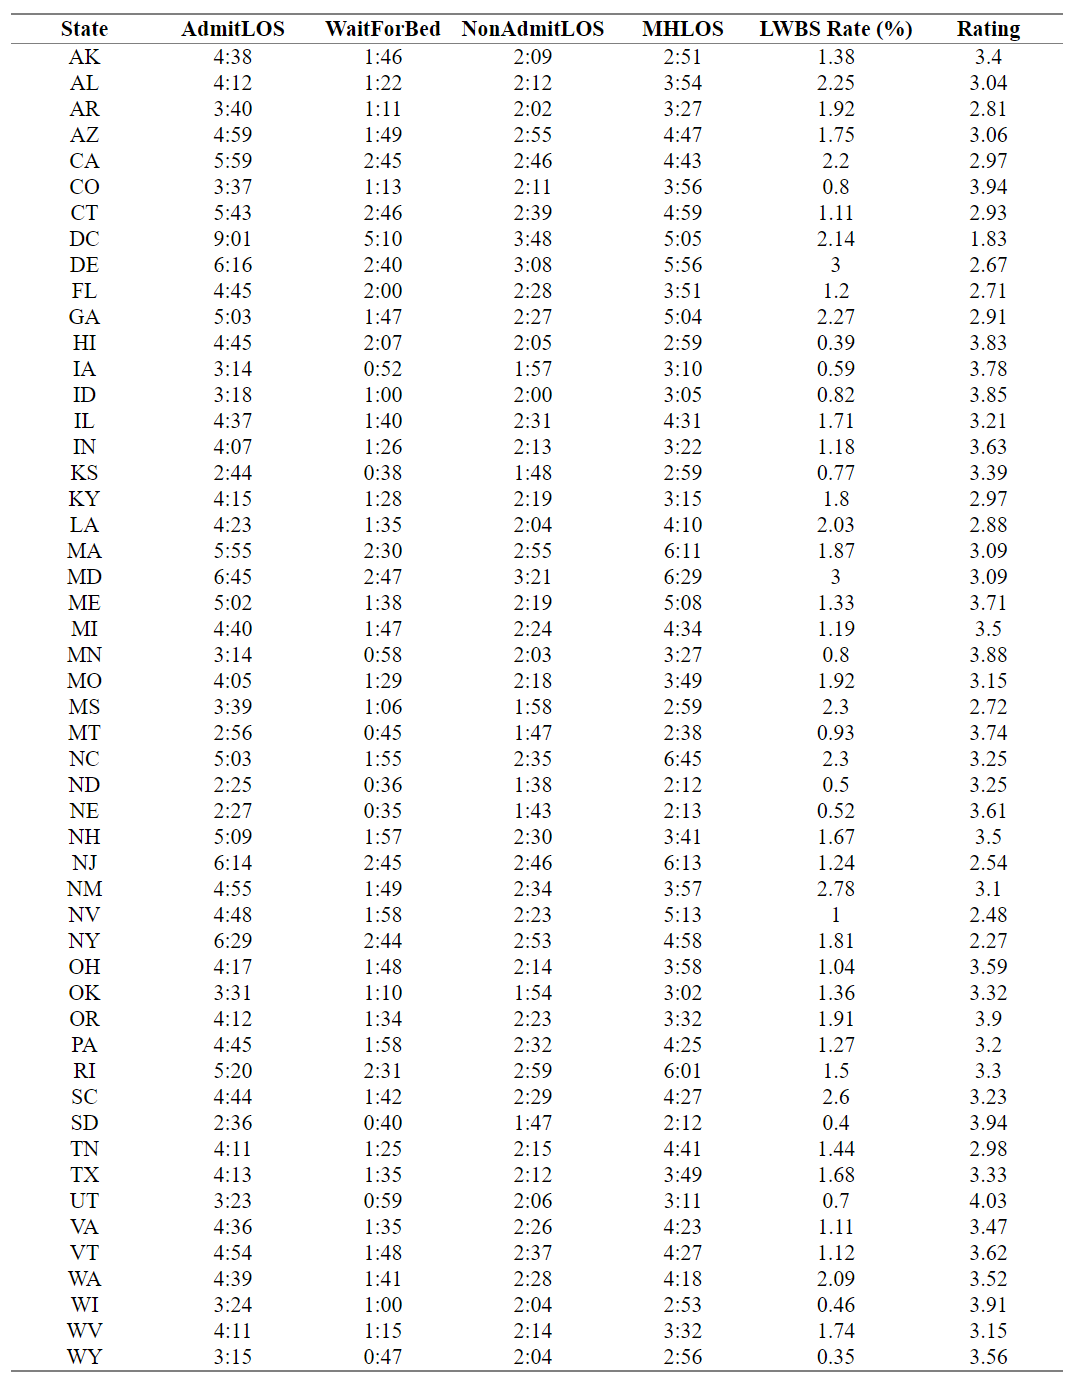 State AdmitLOS WaitForBed NonAdmitLOS MHLOS LWBS Rate (%) Rating
AK 4:38 1:46 2:09 2:51 1.38 3.4
AL 4:12 1:22 2:12 3:54 2.25 3.04
AR 3:40 1:11 2:02 3:27 1.92 2.81
AZ 4:59 1:49 2:55 4:47 1.75 3.06
CA 5:59 2:45 2:46 4:43 2.2 2.97
CO 3:37 1:13 2:11 3:56 0.8 3.94
CT 5:43 2:46 2:39 4:59 1.11 2.93
DC 9:01 5:10 3:48 5:05 2.14 1.83
DE 6:16 2:40 3:08 5:56 3 2.67
FL 4:45 2:00 2:28 3:51 1.2 2.71
GA 5:03 1:47 2:27 5:04 2.27 2.91
HI 4:45 2:07 2:05 2:59 0.39 3.83
IA 3:14 0:52 1:57 3:10 0.59 3.78
ID 3:18 1:00 2:00 3:05 0.82 3.85
IL 4:37 1:40 2:31 4:31 1.71 3.21
IN 4:07 1:26 2:13 3:22 1.18 3.63
KS 2:44 0:38 1:48 2:59 0.77 3.39
KY 4:15 1:28 2:19 3:15 1.8 2.97
LA 4:23 1:35 2:04 4:10 2.03 2.88
MA 5:55 2:30 2:55 6:11 1.87 3.09
MD 6:45 2:47 3:21 6:29 3 3.09
ME 5:02 1:38 2:19 5:08 1.33 3.71
MI 4:40 1:47 2:24 4:34 1.19 3.5
MN 3:14 0:58 2:03 3:27 0.8 3.88
MO 4:05 1:29 2:18 3:49 1.92 3.15
MS 3:39 1:06 1:58 2:59 2.3 2.72
MT 2:56 0:45 1:47 2:38 0.93 3.74
NC 5:03 1:55 2:35 6:45 2.3 3.25
ND 2:25 0:36 1:38 2:12 0.5 3.25
NE 2:27 0:35 1:43 2:13 0.52 3.61
NH 5:09 1:57 2:30 3:41 1.67 3.5
NJ 6:14 2:45 2:46 6:13 1.24 2.54
NM 4:55 1:49 2:34 3:57 2.78 3.1
NV 4:48 1:58 2:23 5:13 1 2.48
NY 6:29 2:44 2:53 4:58 1.81 2.27
OH 4:17 1:48 2:14 3:58 1.04 3.59
OK 3:31 1:10 1:54 3:02 1.36 3.32
OR 4:12 1:34 2:23 3:32 1.91 3.9
PA 4:45 1:58 2:32 4:25 1.27 3.2
RI 5:20 2:31 2:59 6:01 1.5 3.3
SC 4:44 1:42 2:29 4:27 2.6 3.23
SD 2:36 0:40 1:47 2:12 0.4 3.94
TN 4:11 1:25 2:15 4:41 1.44 2.98
TX 4:13 1:35 2:12 3:49 1.68 3.33
UT 3:23 0:59 2:06 3:11 0.7 4.03
VA 4:36 1:35 2:26 4:23 1.11 3.47
VT 4:54 1:48 2:37 4:27 1.12 3.62
WA 4:39 1:41 2:28 4:18 2.09 3.52
WI 3:24 1:00 2:04 2:53 0.46 3.91
WV 4:11 1:15 2:14 3:32 1.74 3.15
WY 3:15 0:47 2:04 2:56 0.35 3.56